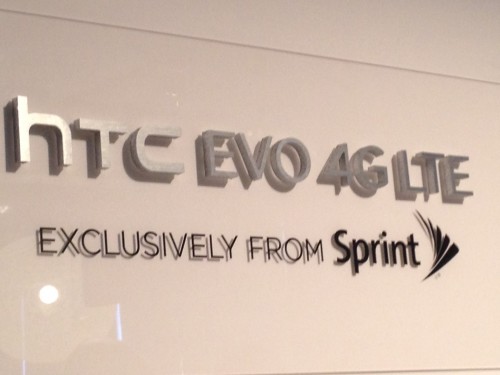 hTC EVO 4G LTE
EXCLUSIVELY FROM Sprint